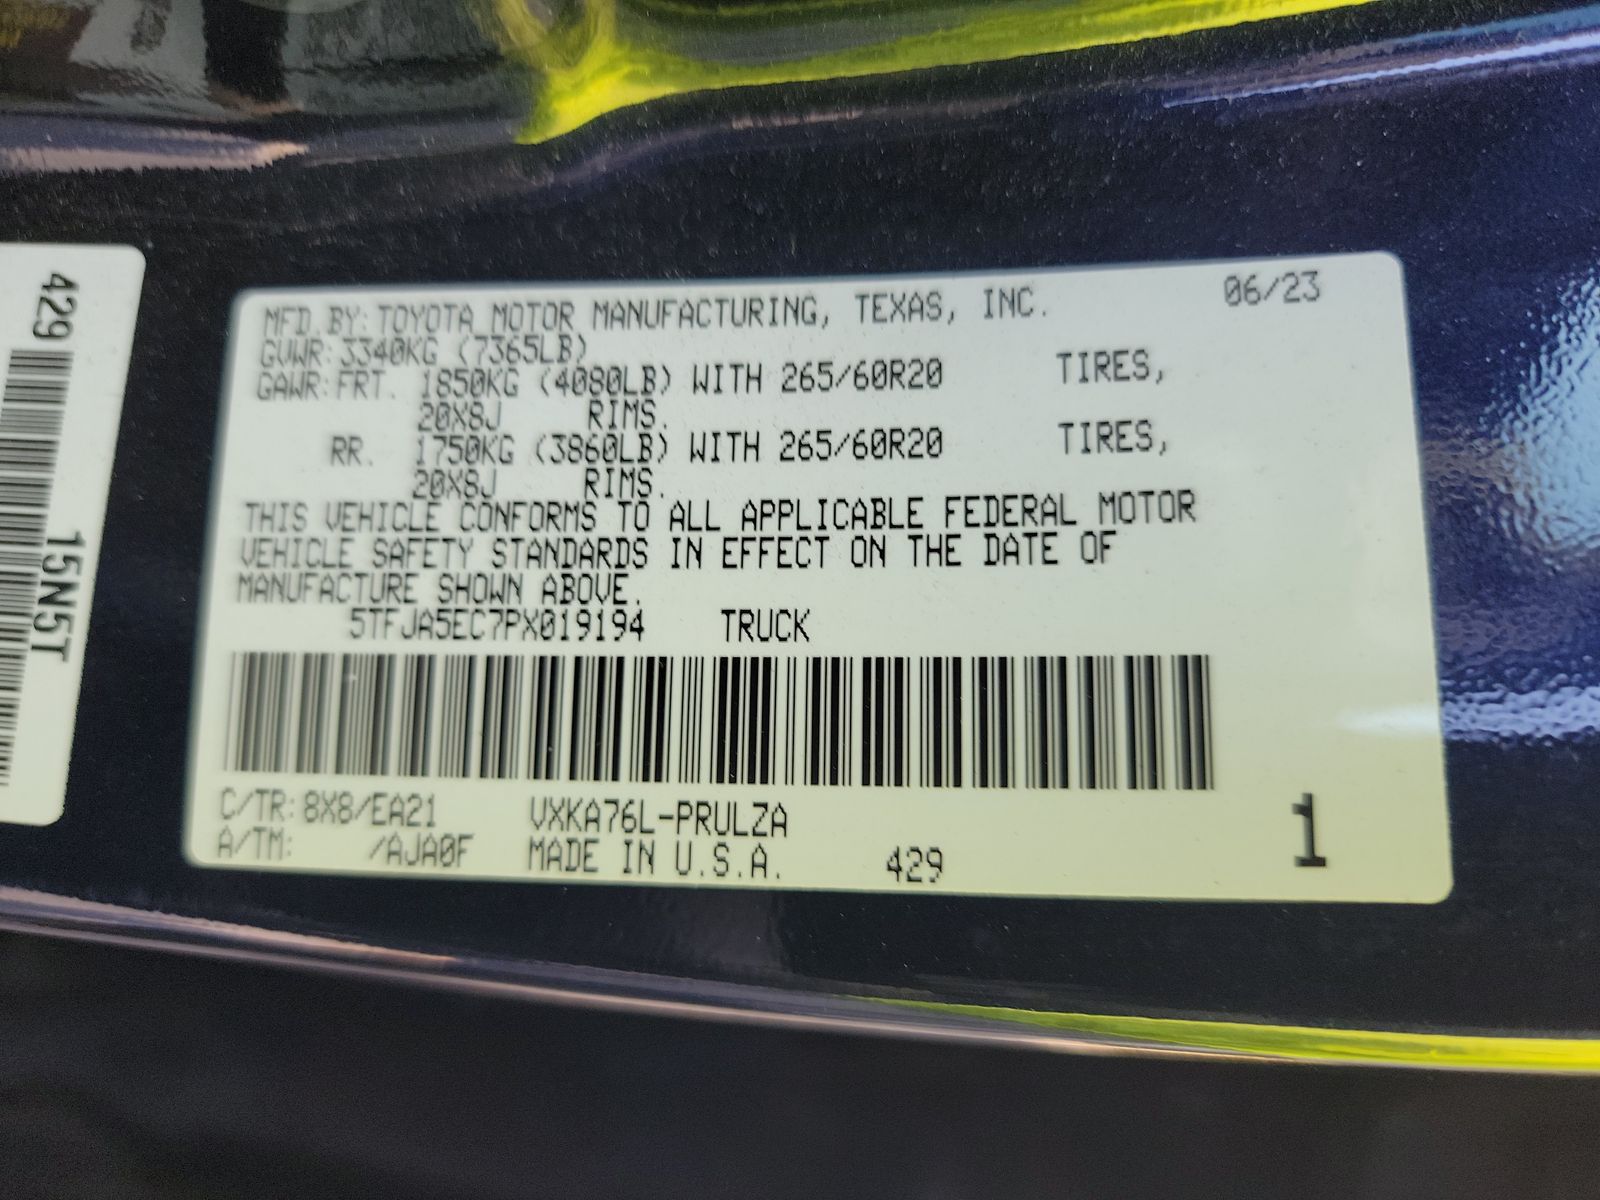 429
15N5T
MFD. BY: TOYOTA MOTOR MANUFACTURING, TEXAS, INC. 06/23
GVWR: 3340KG (7365LB)
GAWR: FRT. 1850KG (4080LB) WITH 265/60R20 TIRES,
20X8J RIMS.
RR. 1750KG (3860LB) WITH 265/60R20 TIRES,
20X8J RIMS.
THIS VEHICLE CONFORMS TO ALL APPLICABLE FEDERAL MOTOR
VEHICLE SAFETY STANDARDS IN EFFECT ON THE DATE OF
MANUFACTURE SHOWN ABOVE.
5TFJA5EC7PX019194 TRUCK
C/TR: 8X8/EA21 VXKA76L-PRULZA
A/TM: /AJA0F MADE IN U.S.A. 429 1